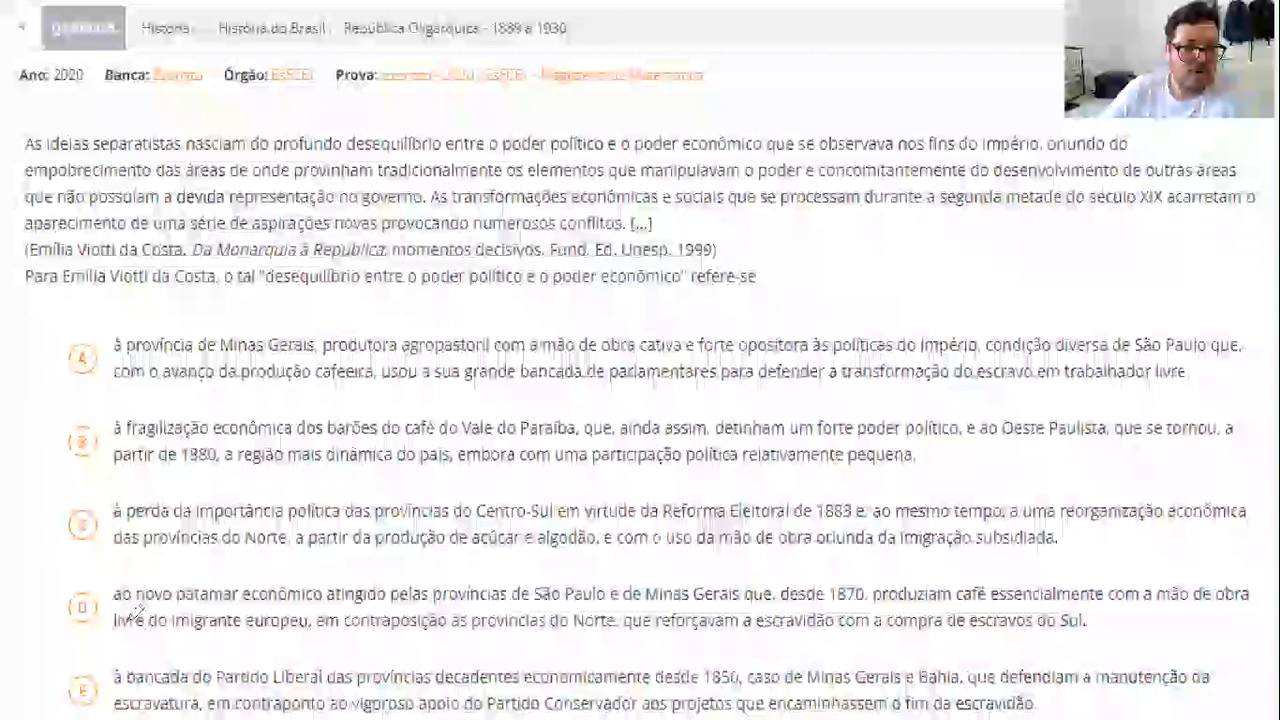 História História do Brasil República Oligárquica - 1889 a 1930
Ano: 2020 Banca: Exército Órgão: EsFCEx Prova:
As ideias separatistas nasciam do profundo desequilíbrio entre o poder político e o poder econômico que se observava nos fins do Império, oriundo do
empobrecimento das áreas de onde provinham tradicionalmente os elementos que manipulavam o poder e concomitantemente do desenvolvimento de outras áreas
que não possuíam a devida representação no governo. As transformações econômicas e sociais que se processam durante a segunda metade do século XIX acarretam o
aparecimento de uma série de aspirações novas provocando numerosos conflitos. [...]
(Emília Viotti da Costa. Da Monarquia à República: momentos decisivos. Fund. Ed. Unesp, 1999)
Para Emília Viotti da Costa, o tal "desequilíbrio entre o poder político e o poder econômico" refere-se
A à província de Minas Gerais, produtora agropastoril com a mão de obra cativa e forte opositora às políticas do Império, condição diversa de São Paulo que,
com o avanço da produção cafeeira, usou a sua grande bancada de parlamentares para defender a transformação do escravo em trabalhador livre.
B à fragilização econômica dos barões do café do Vale do Paraíba, que, ainda assim, detinham um forte poder político, e ao Oeste Paulista, que se tornou, a
partir de 1880, a região mais dinâmica do país, embora com uma participação política relativamente pequena.
C à perda da importância política das províncias do Centro-Sul em virtude da Reforma Eleitoral de 1883 e, ao mesmo tempo, a uma reorganização econômica
das províncias do Norte, a partir da produção de açúcar e algodão, e com o uso da mão de obra oriunda da imigração subsidiada.
D ao novo patamar econômico atingido pelas províncias de São Paulo e de Minas Gerais que, desde 1870, produziam café essencialmente com a mão de obra
livre do imigrante europeu, em contraposição às províncias do Norte, que reforçavam a escravidão com a compra de escravos do Sul.
E à bancada do Partido Liberal das províncias decadentes economicamente desde 1850, caso de Minas Gerais e Bahia, que defendiam a manutenção da
escravatura, em contraponto ao vigoroso apoio do Partido Conservador aos projetos que encaminhassem o fim da escravidão.